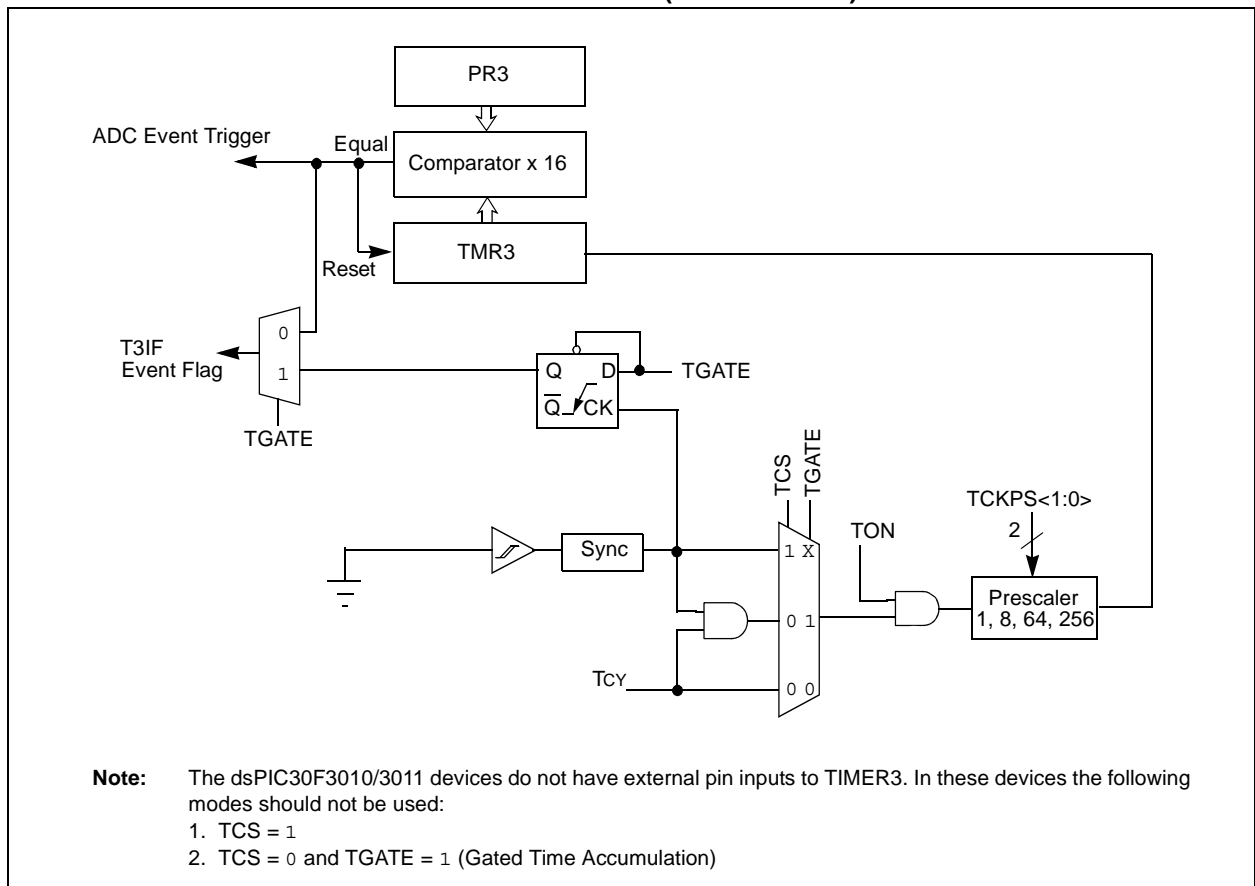 PR3
ADC Event Trigger
Equal
Comparator x 16
TMR3
Reset
0
T3IF
Event Flag
1
TGATE
Q D
Q CK
TGATE
TCS
TGATE
TCKPS<1:0>
2
TON
Sync
1 X
Prescaler
1, 8, 64, 256
0 1
TCY
0 0
Note: The dsPIC30F3010/3011 devices do not have external pin inputs to TIMER3. In these devices the following
modes should not be used:
1. TCS = 1
2. TCS = 0 and TGATE = 1 (Gated Time Accumulation)